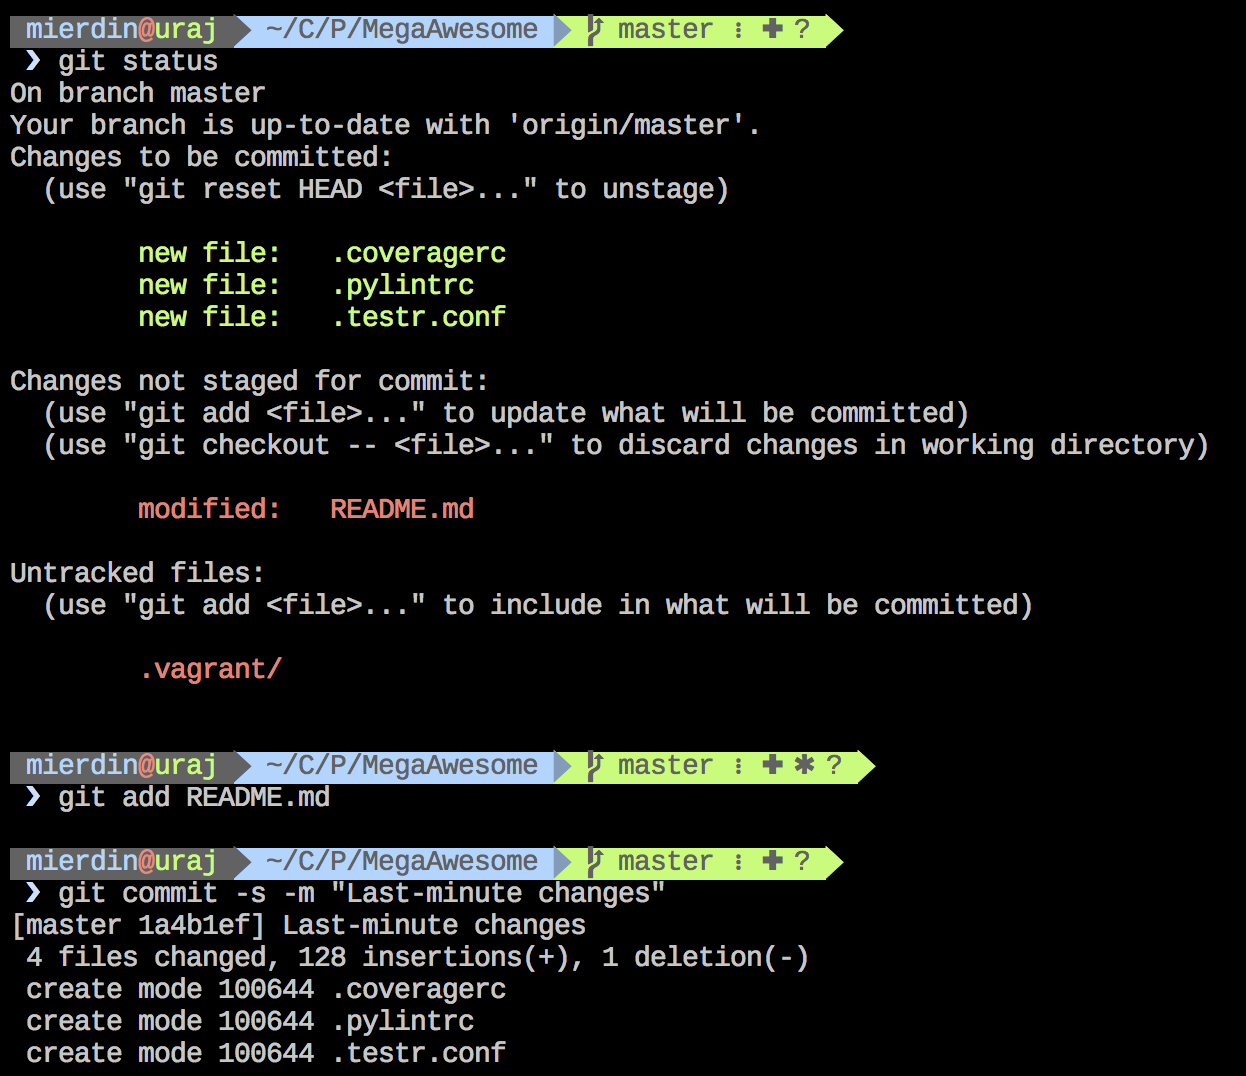 mierdin@uraj ~/C/P/MegaAwesome master : ✚ ?
❯ git status
On branch master
Your branch is up-to-date with 'origin/master'.
Changes to be committed:
  (use "git reset HEAD <file>..." to unstage)
        new file:   .coveragerc
        new file:   .pylintrc
        new file:   .testr.conf
Changes not staged for commit:
  (use "git add <file>..." to update what will be committed)
  (use "git checkout -- <file>..." to discard changes in working directory)
        modified:   README.md
Untracked files:
  (use "git add <file>..." to include in what will be committed)
        .vagrant/
mierdin@uraj ~/C/P/MegaAwesome master : ✚ ✱ ?
❯ git add README.md
mierdin@uraj ~/C/P/MegaAwesome master : ✚ ?
❯ git commit -s -m "Last-minute changes"
[master 1a4b1ef] Last-minute changes
 4 files changed, 128 insertions(+), 1 deletion(-)
 create mode 100644 .coveragerc
 create mode 100644 .pylintrc
 create mode 100644 .testr.conf